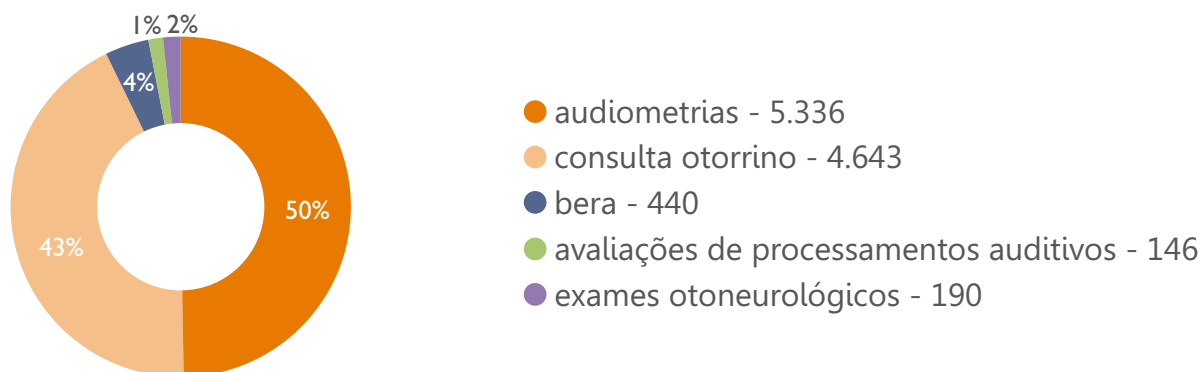 1% 2%
4%
50%
43%
audiometrias - 5.336
consulta otorrino - 4.643
bera - 440
avaliações de processamentos auditivos - 146
exames otoneurológicos - 190